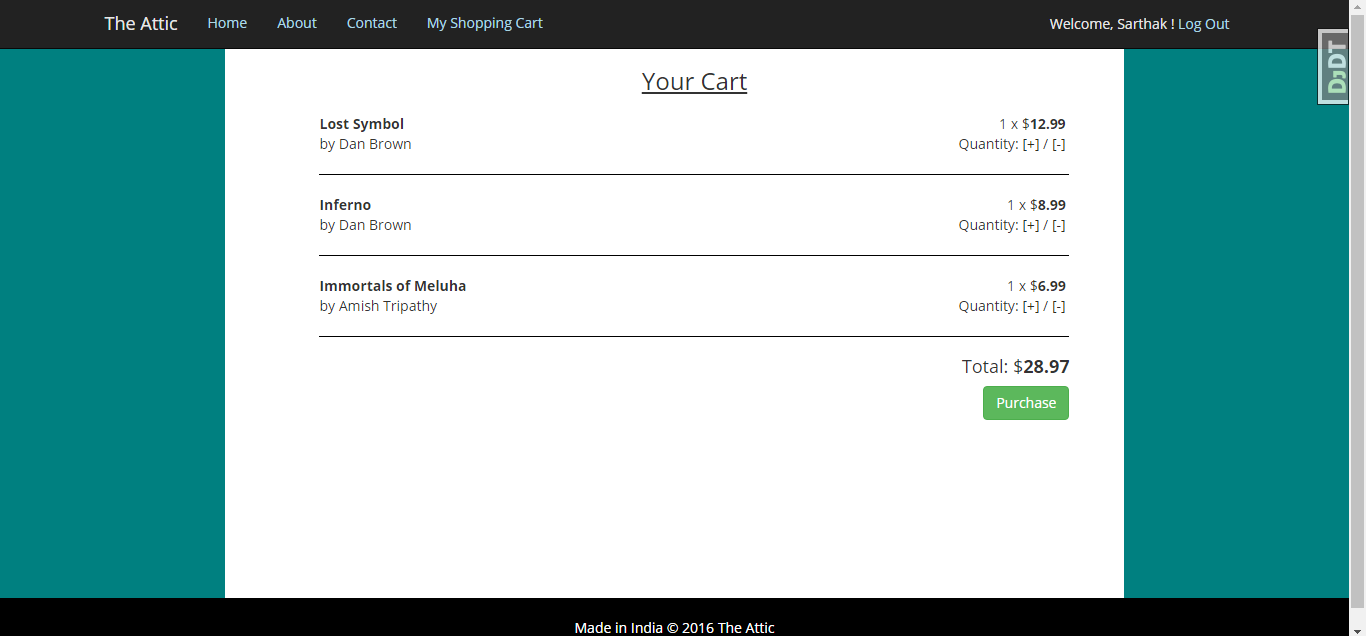 The Attic Home About Contact My Shopping Cart Welcome, Sarthak ! Log Out
DJDT
Your Cart
Lost Symbol 1 x $12.99
by Dan Brown Quantity: [+] / [-]
Inferno 1 x $8.99
by Dan Brown Quantity: [+] / [-]
Immortals of Meluha 1 x $6.99
by Amish Tripathy Quantity: [+] / [-]
Total: $28.97
Purchase
Made in India © 2016 The Attic